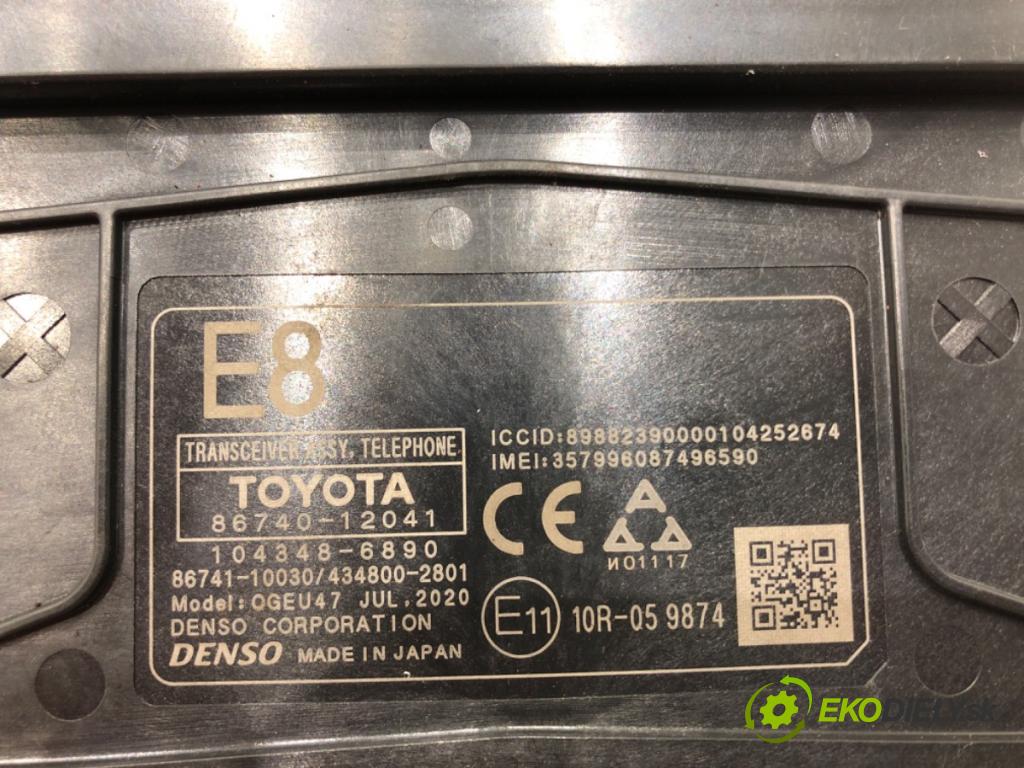 E8
TRANSCEIVER ASSY, TELEPHONE
TOYOTA
86740-12041
104348-6890
86741-10030/434800-2801
Model:OGEU47 JUL,2020
DENSO CORPORATION
DENSO MADE IN JAPAN
ICCID:89882390000104252674
IMEI:357996087496590
CE
A
И01117
E11 10R-05 9874
EKODIELY.sk